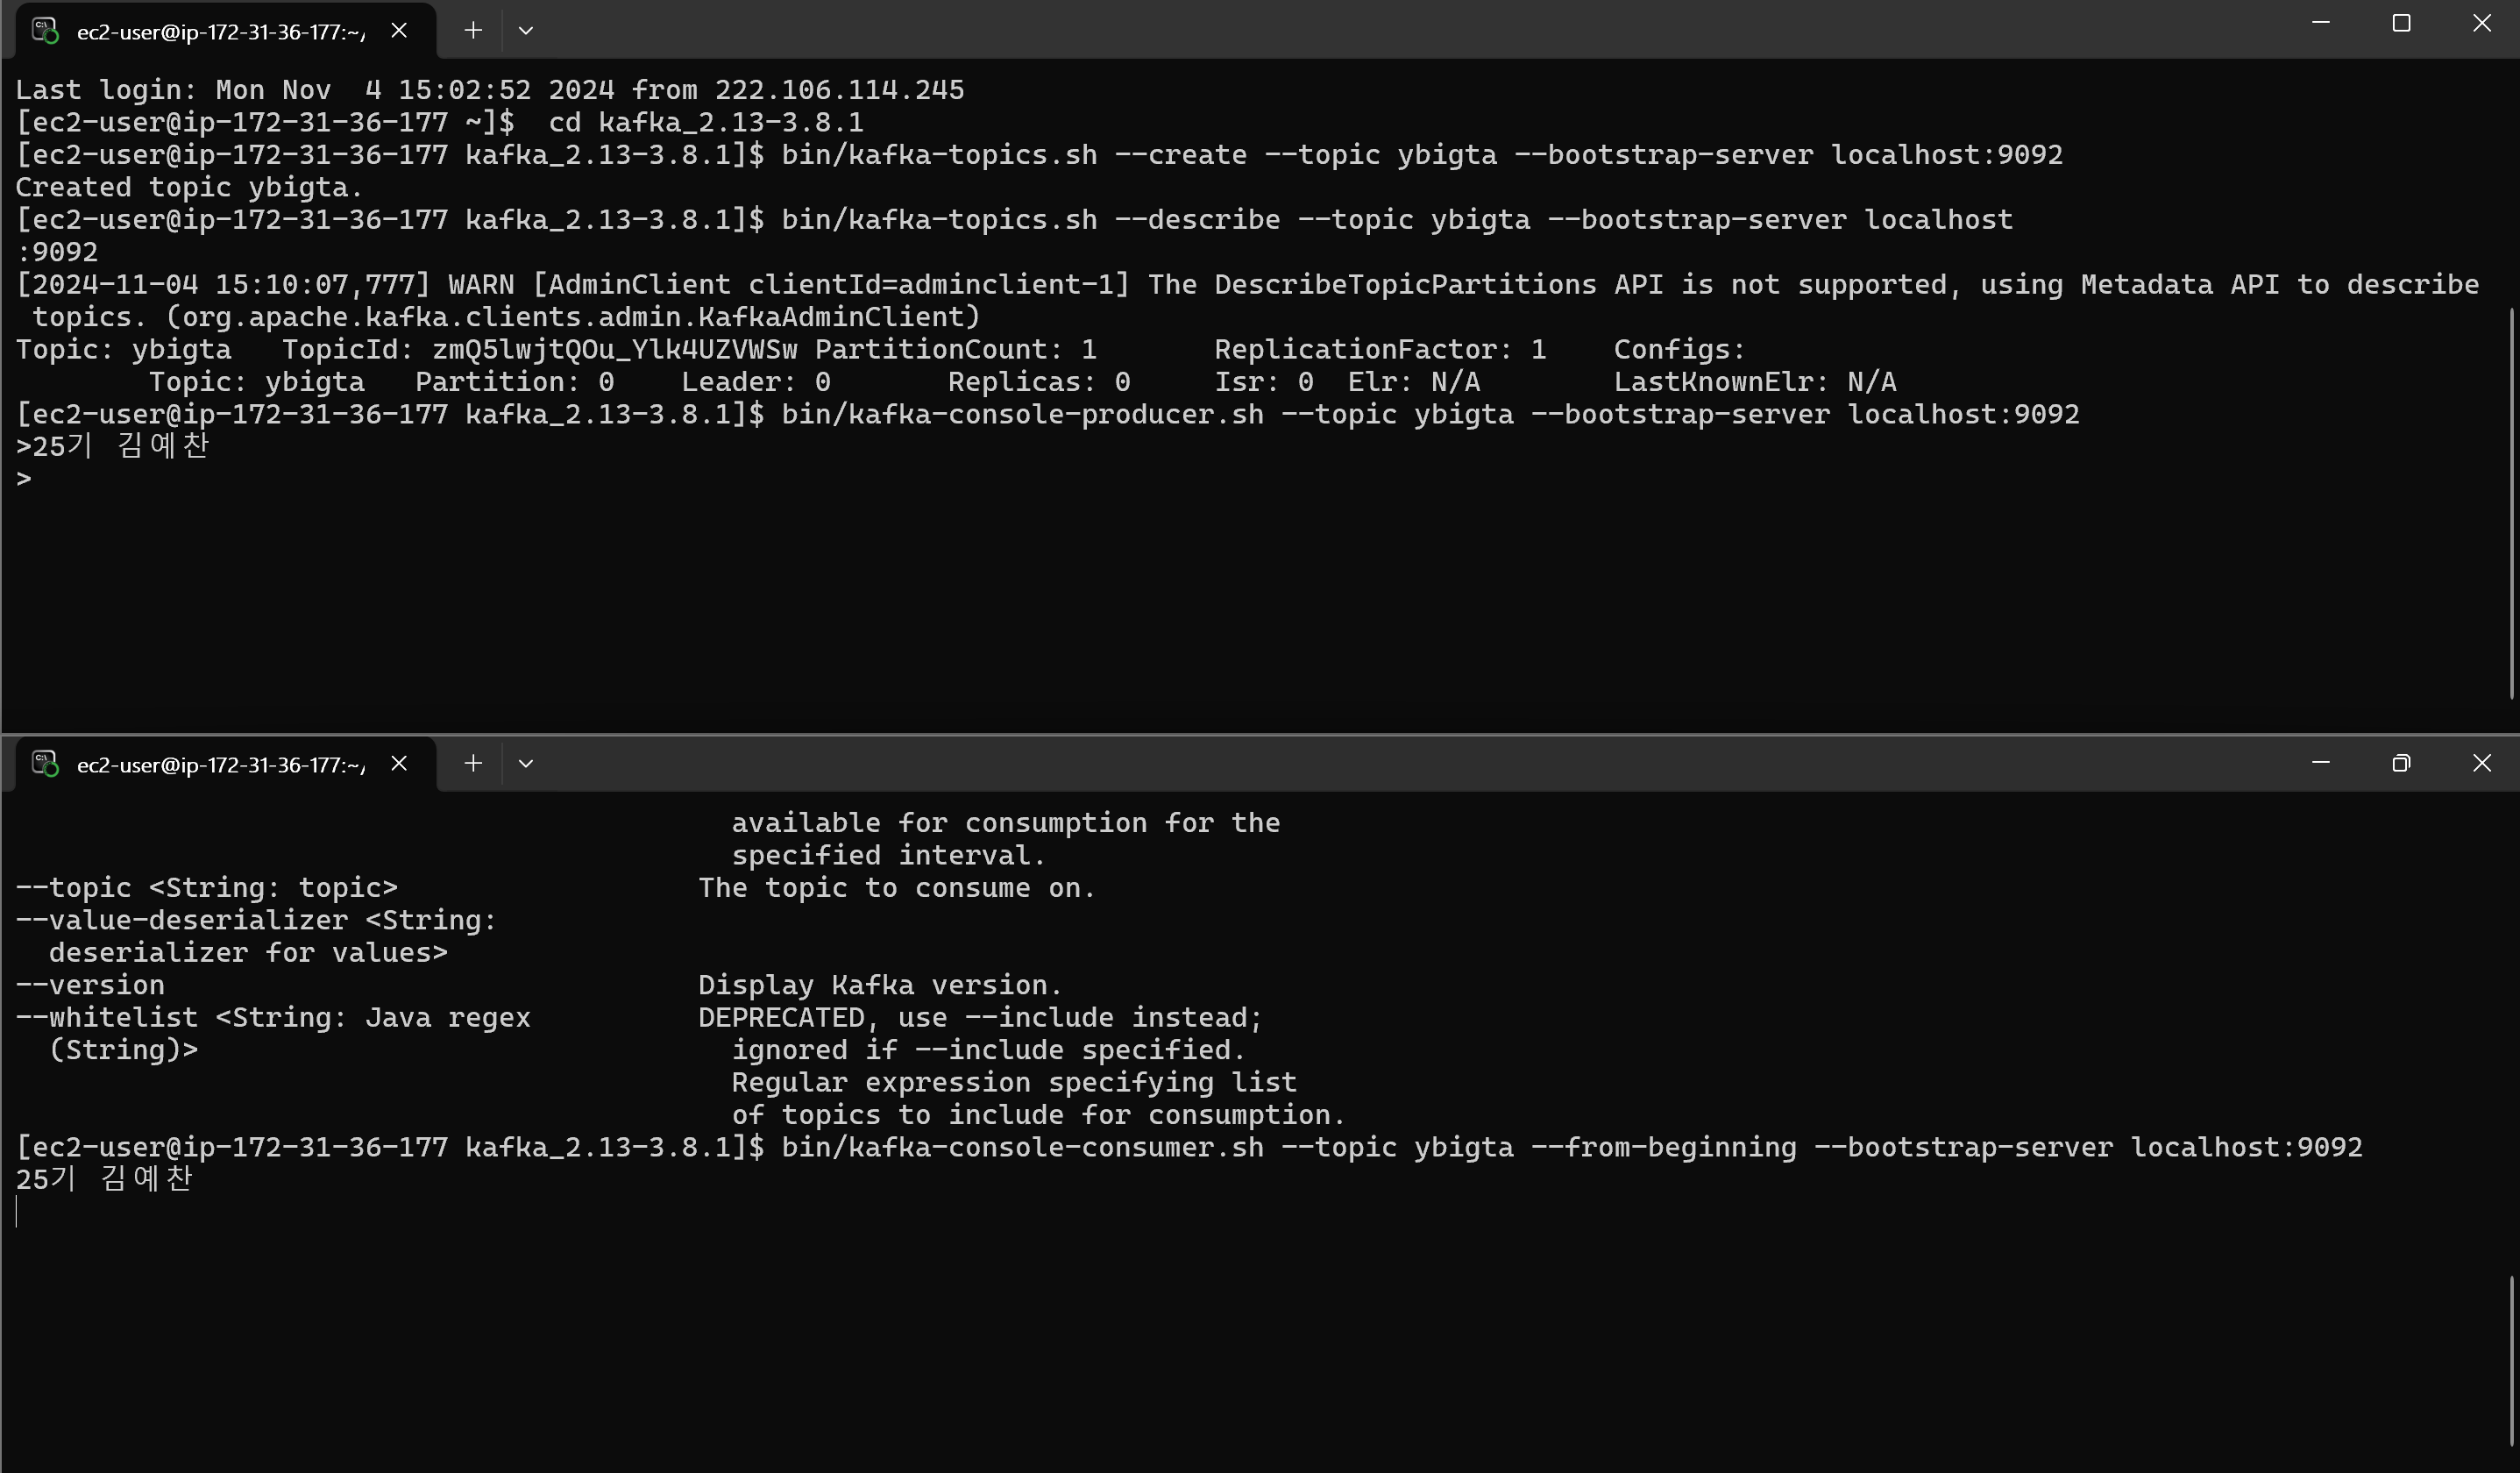 ec2-user@ip-172-31-36-177:~/
Last login: Mon Nov  4 15:02:52 2024 from 222.106.114.245
[ec2-user@ip-172-31-36-177 ~]$  cd kafka_2.13-3.8.1
[ec2-user@ip-172-31-36-177 kafka_2.13-3.8.1]$ bin/kafka-topics.sh --create --topic ybigta --bootstrap-server localhost:9092
Created topic ybigta.
[ec2-user@ip-172-31-36-177 kafka_2.13-3.8.1]$ bin/kafka-topics.sh --describe --topic ybigta --bootstrap-server localhost
:9092
[2024-11-04 15:10:07,777] WARN [AdminClient clientId=adminclient-1] The DescribeTopicPartitions API is not supported, using Metadata API to describe
 topics. (org.apache.kafka.clients.admin.KafkaAdminClient)
Topic: ybigta   TopicId: zmQ5lwjtQOu_Ylk4UZVWSw PartitionCount: 1       ReplicationFactor: 1    Configs:
        Topic: ybigta   Partition: 0    Leader: 0       Replicas: 0     Isr: 0  Elr: N/A        LastKnownElr: N/A
[ec2-user@ip-172-31-36-177 kafka_2.13-3.8.1]$ bin/kafka-console-producer.sh --topic ybigta --bootstrap-server localhost:9092
>25기 김예찬
>
ec2-user@ip-172-31-36-177:~/
available for consumption for the
specified interval.
--topic <String: topic>                  The topic to consume on.
--value-deserializer <String:
  deserializer for values>
--version                                Display Kafka version.
--whitelist <String: Java regex          DEPRECATED, use --include instead;
  (String)>                                ignored if --include specified.
Regular expression specifying list
of topics to include for consumption.
[ec2-user@ip-172-31-36-177 kafka_2.13-3.8.1]$ bin/kafka-console-consumer.sh --topic ybigta --from-beginning --bootstrap-server localhost:9092
25기 김예찬